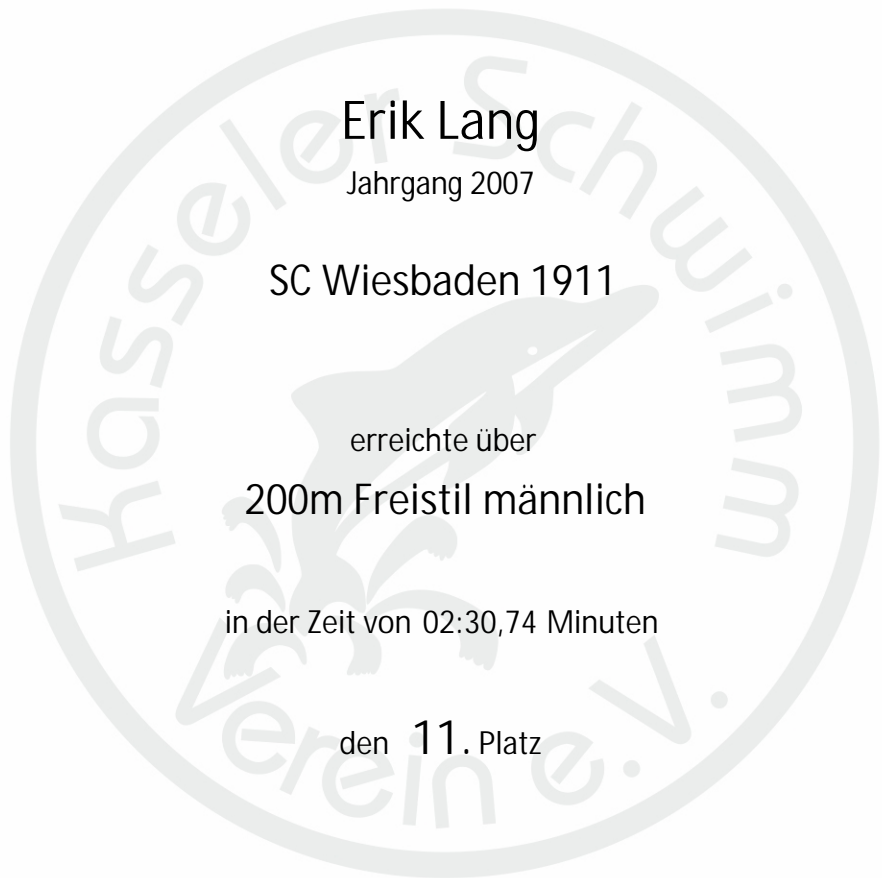 Kasseler Schwimm
Verein e.V.
Erik Lang
Jahrgang 2007
SC Wiesbaden 1911
erreichte über
200m Freistil männlich
in der Zeit von 02:30,74 Minuten
den 11. Platz